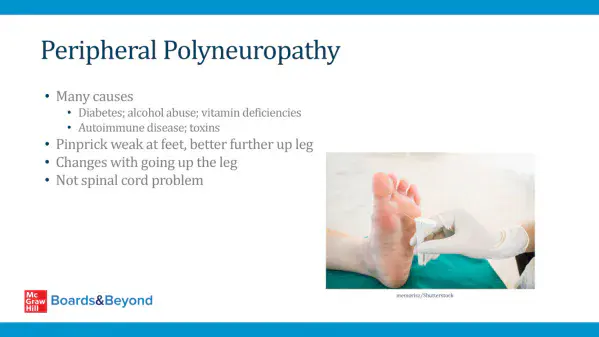 Peripheral Polyneuropathy
• Many causes
• Diabetes; alcohol abuse; vitamin deficiencies
• Autoimmune disease; toxins
• Pinprick weak at feet, better further up leg
• Changes with going up the leg
• Not spinal cord problem
memorisz/Shutterstock
Mc
Graw
Hill
Boards&Beyond